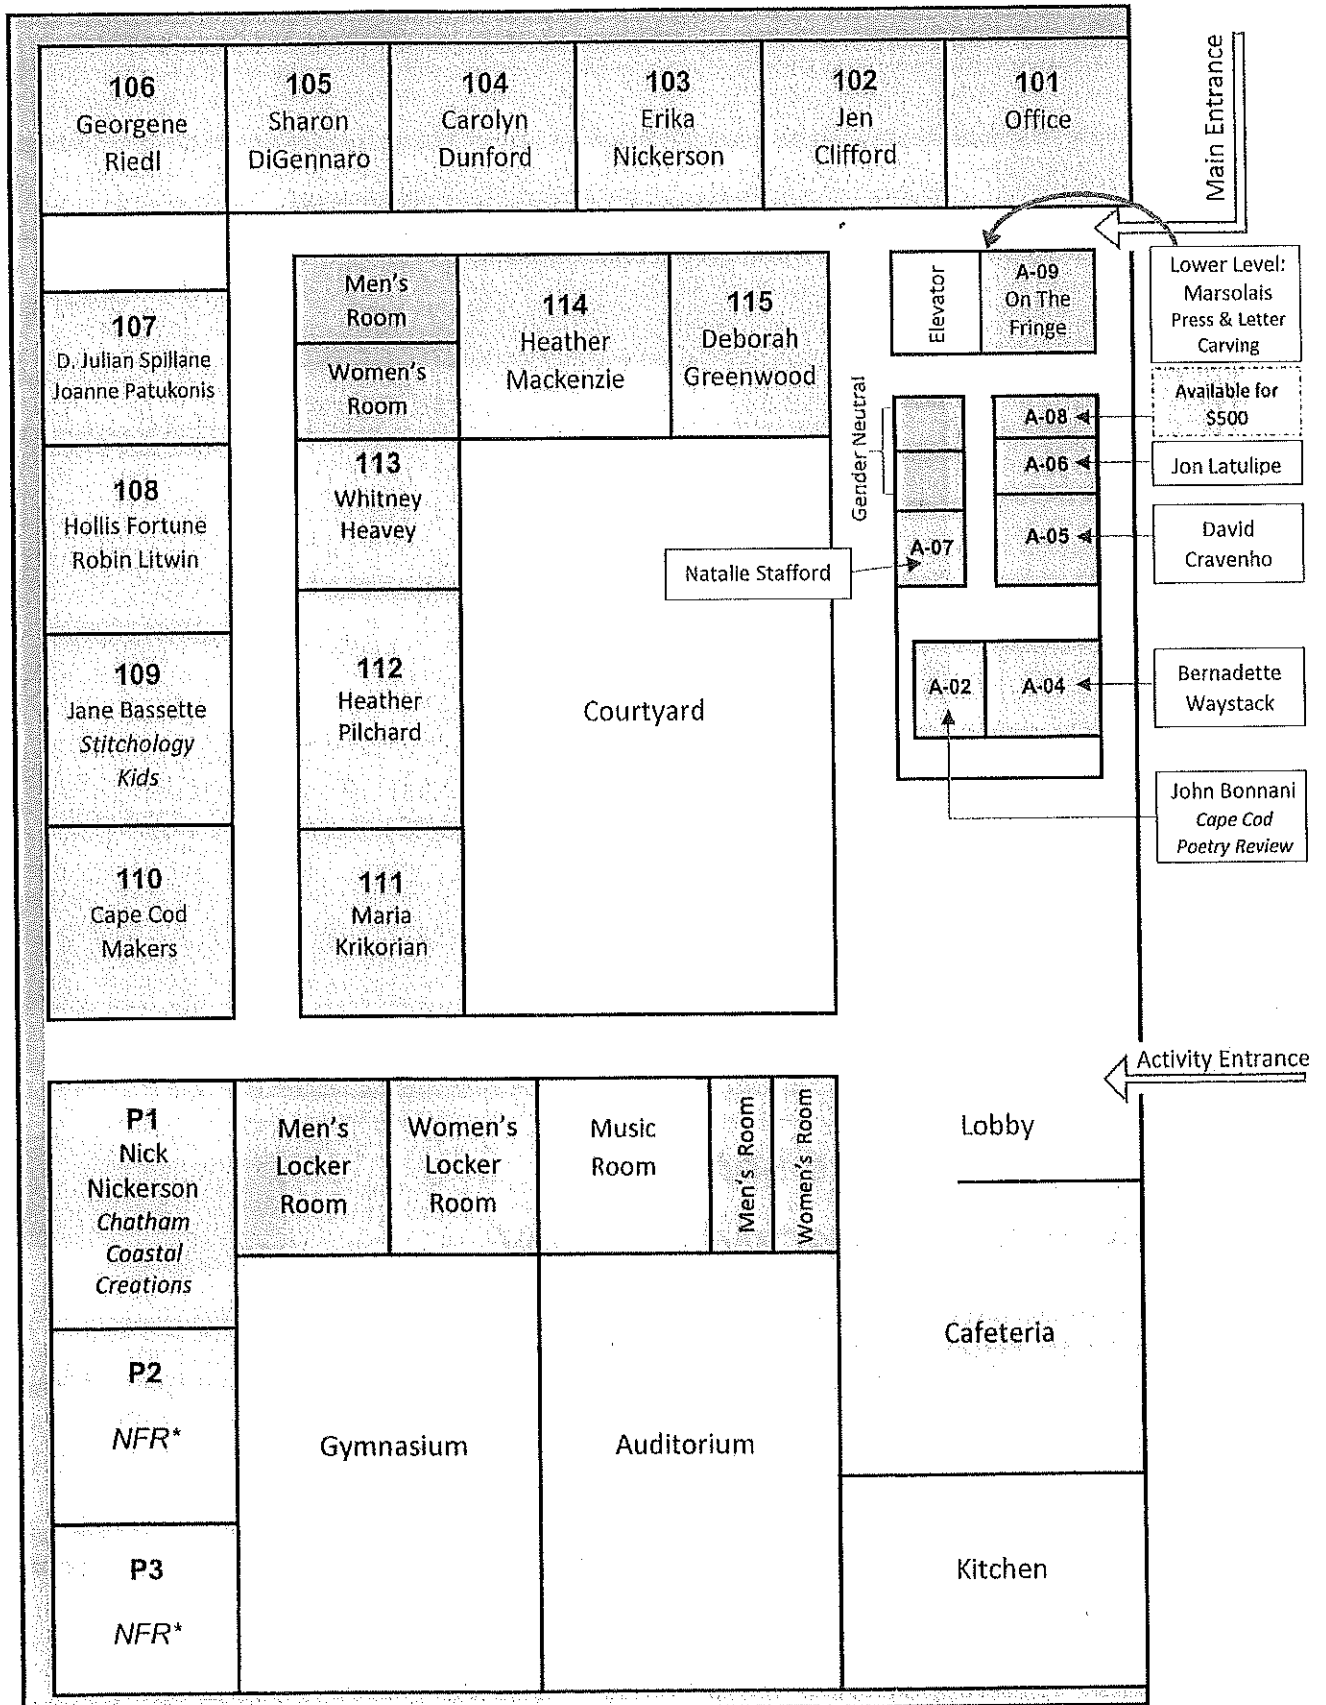 106
Georgene
Riedl
105
Sharon
DiGennaro
104
Carolyn
Dunford
103
Erika
Nickerson
102
Jen
Clifford
101
Office
Main Entrance
107
D. Julian Spillane
Joanne Patukonis
Men's
Room
Women's
Room
114
Heather
Mackenzie
115
Deborah
Greenwood
Elevator
A-09
On The
Fringe
Lower Level:
Marsolais
Press & Letter
Carving
Available for
$500
A-08
Gender Neutral
A-06
Jon Latulipe
108
Hollis Fortune
Robin Litwin
113
Whitney
Heavey
A-07
Natalie Stafford
A-05
David
Cravenho
109
Jane Bassette
Stitchology
Kids
112
Heather
Pilchard
Courtyard
A-02
A-04
Bernadette
Waystack
John Bonnani
Cape Cod
Poetry Review
110
Cape Cod
Makers
111
Maria
Krikorian
Activity Entrance
P1
Nick
Nickerson
Chatham
Coastal
Creations
Men's
Locker
Room
Women's
Locker
Room
Music
Room
Men's Room
Women's Room
Lobby
Cafeteria
P2
NFR*
Gymnasium
Auditorium
P3
NFR*
Kitchen